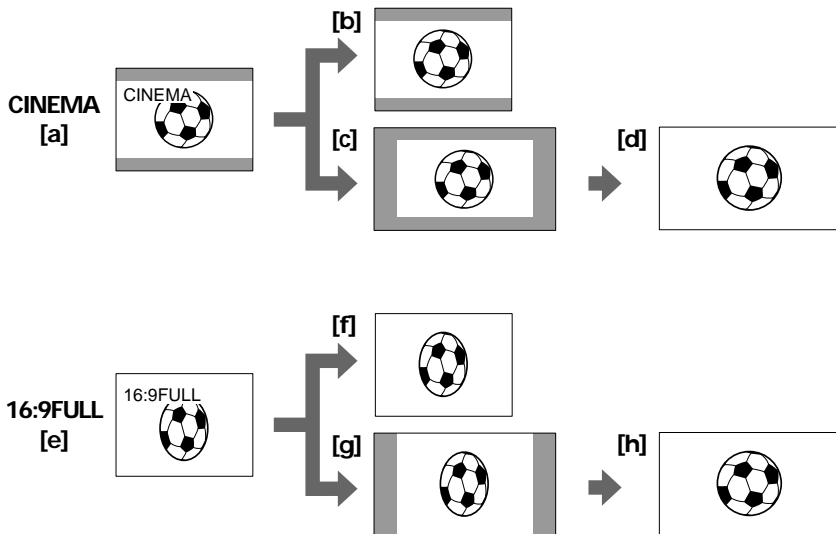 CINEMA
[a]
CINEMA
[b]
[c]
[d]
16:9FULL
[e]
16:9FULL
[f]
[g]
[h]